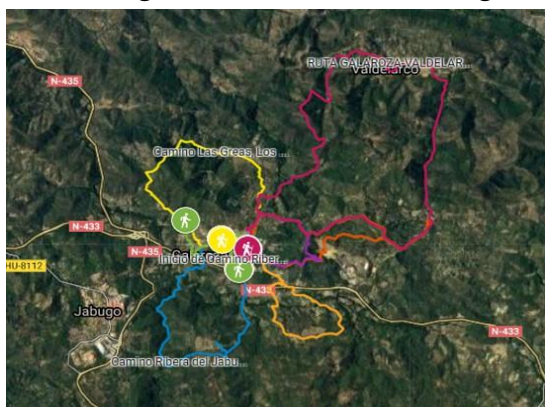 RUTA GALAROZA-VALDELAR...
Valdelarco
N-435
Camino Las Greas, Los ...
N-433
N-435
Inicio de Camino Riber...
HU-8112
N-433
Jabugo
N-433
Camino Ribera del Jabu...